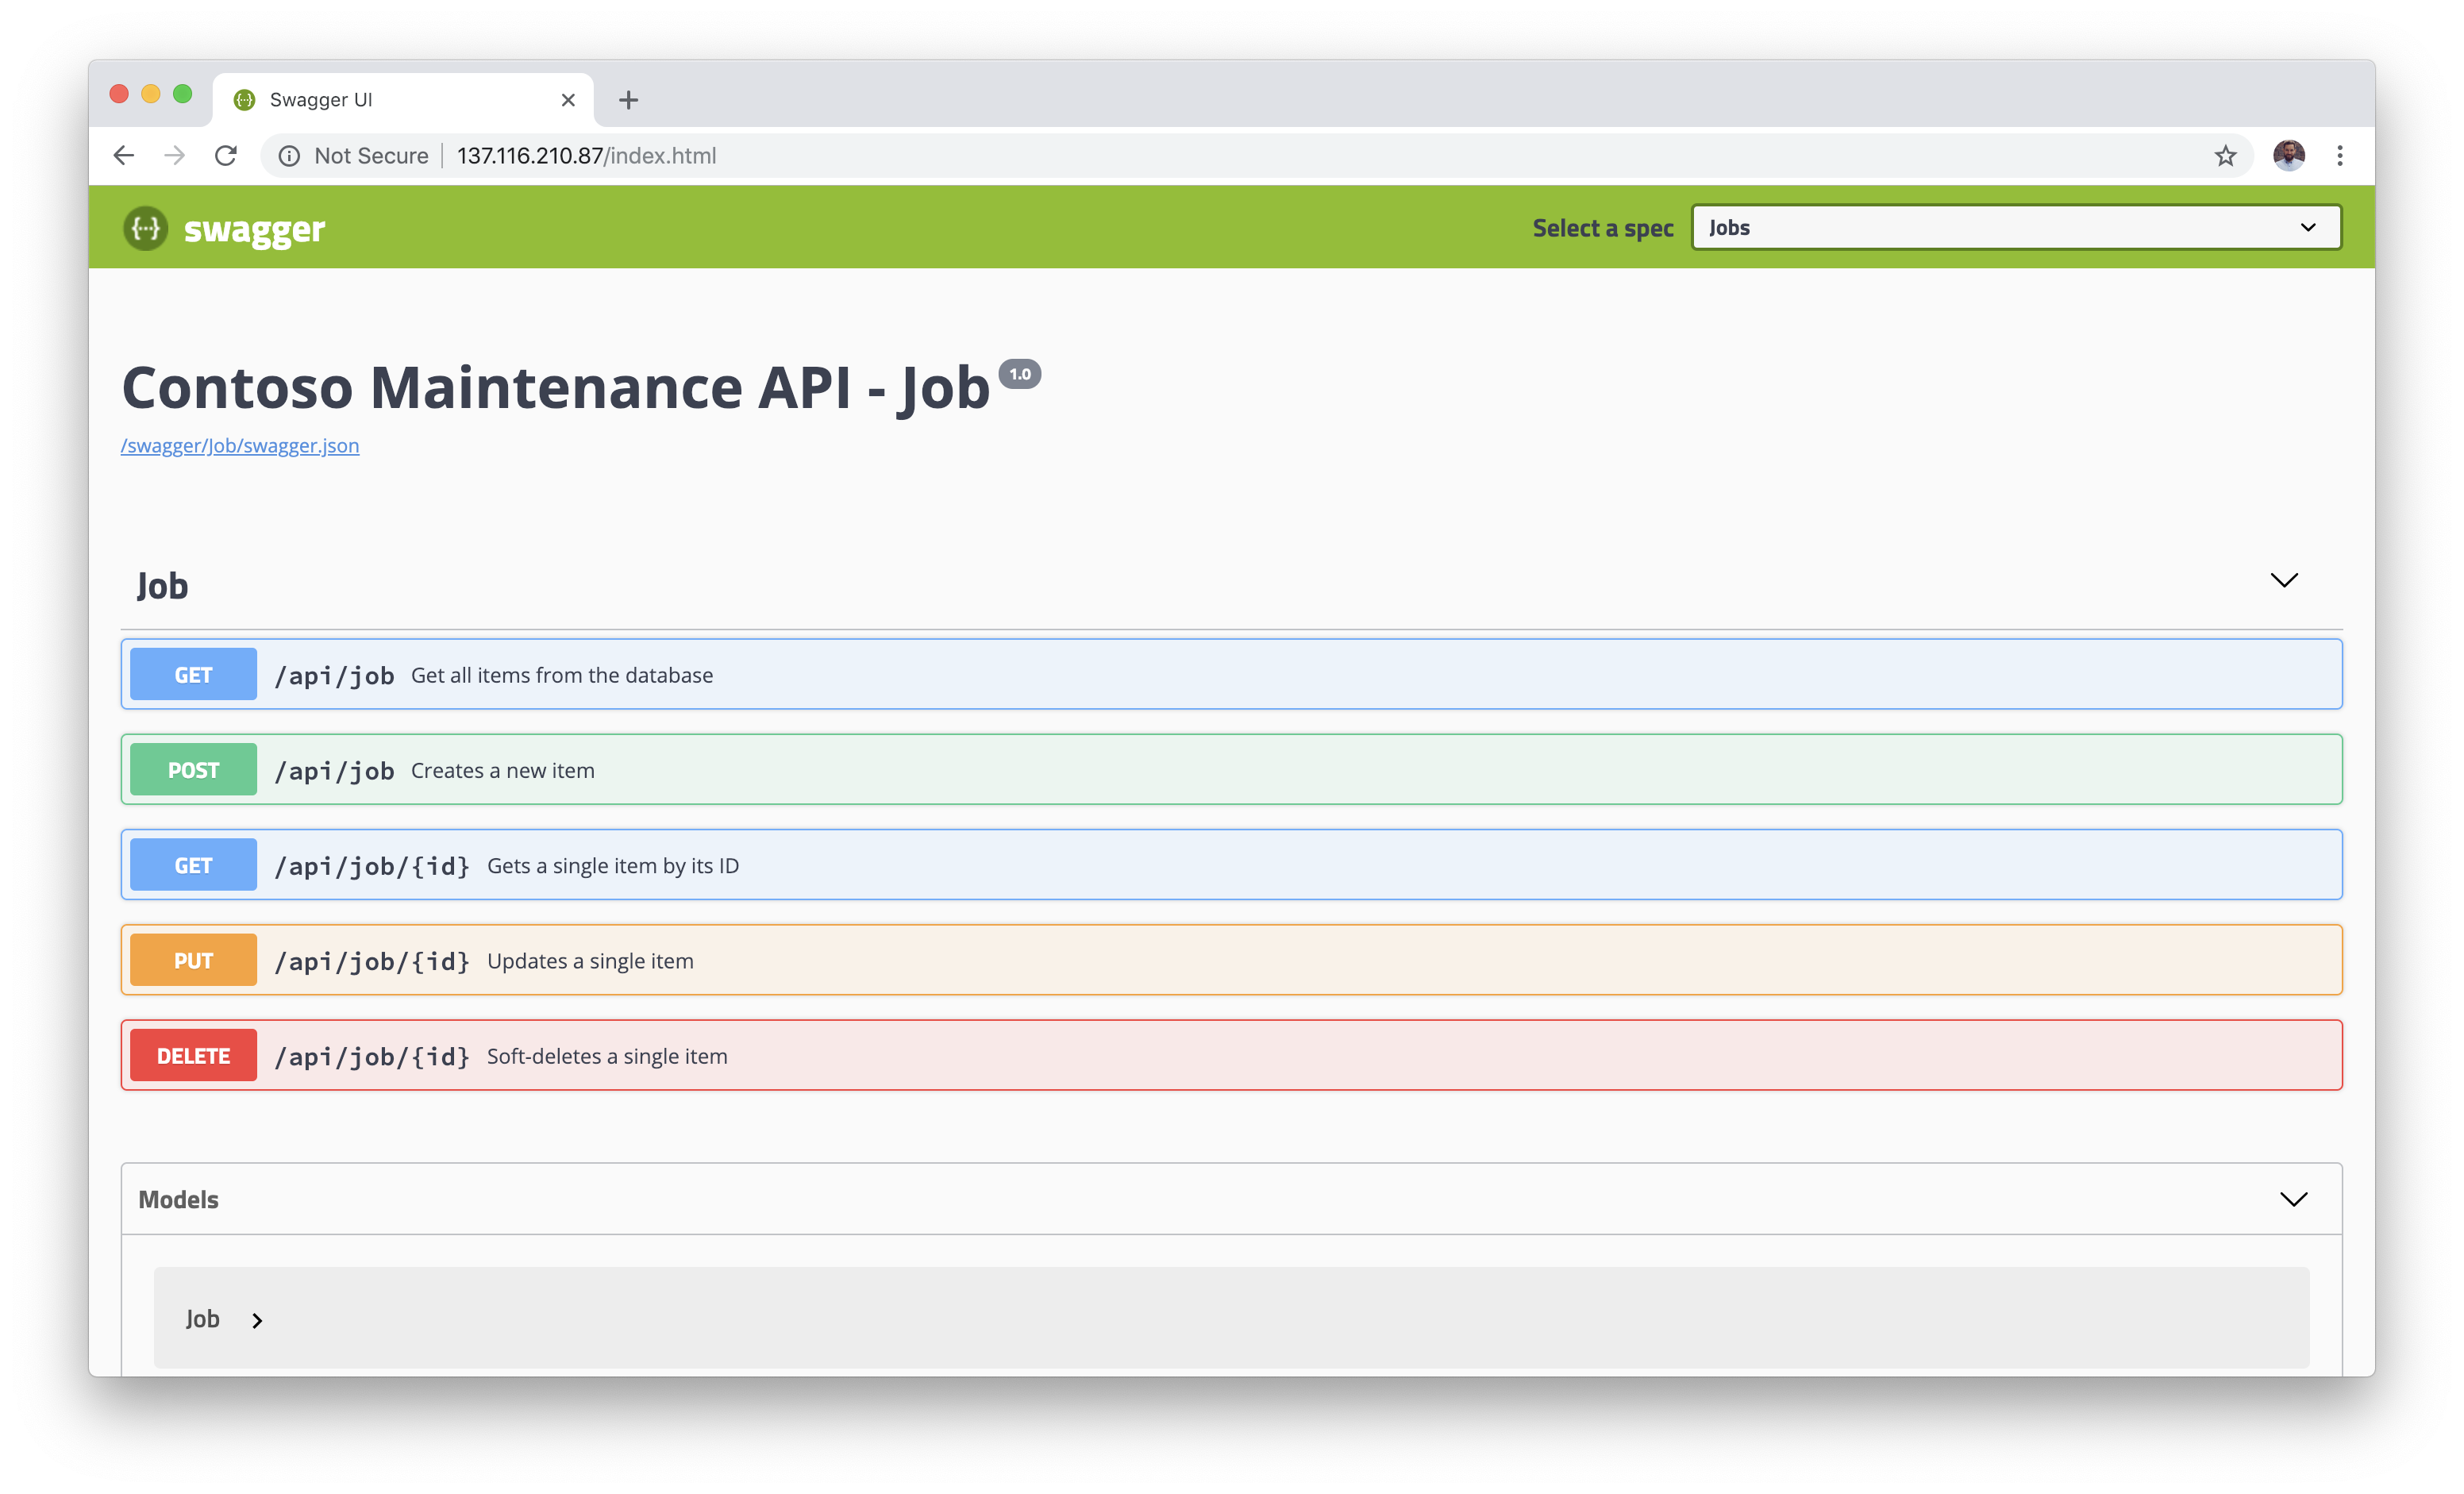 Swagger UI
Not Secure 137.116.210.87/index.html
{···} swagger Select a spec Jobs
Contoso Maintenance API - Job 1.0
/swagger/Job/swagger.json
Job
GET /api/job Get all items from the database
POST /api/job Creates a new item
GET /api/job/{id} Gets a single item by its ID
PUT /api/job/{id} Updates a single item
DELETE /api/job/{id} Soft-deletes a single item
Models
Job